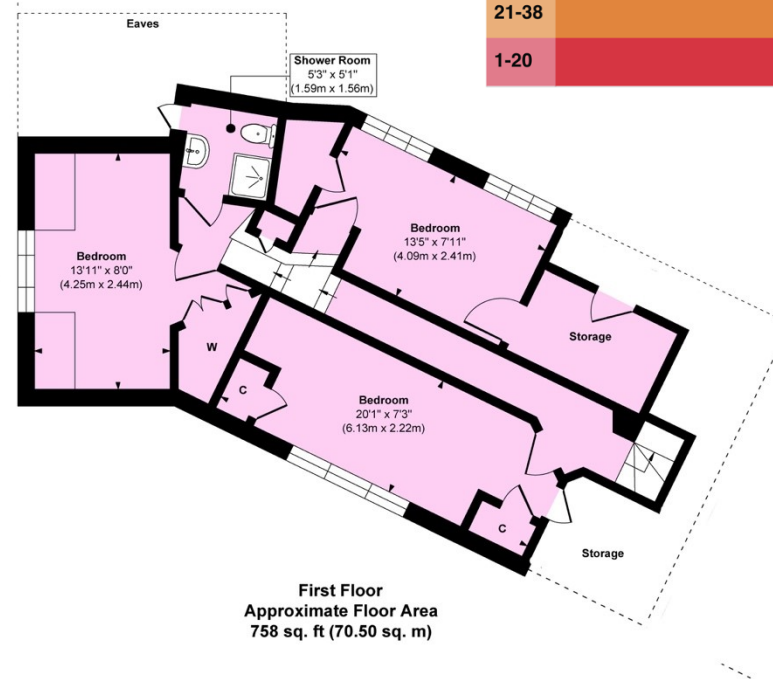 21-38
1-20
Eaves
Shower Room
5'3" x 5'1"
(1.59m x 1.56m)
Bedroom
13'5" x 7'11"
(4.09m x 2.41m)
Bedroom
13'11" x 8'0"
(4.25m x 2.44m)
Storage
W
C
Bedroom
20'1" x 7'3"
(6.13m x 2.22m)
C
Storage
First Floor
Approximate Floor Area
758 sq. ft (70.50 sq. m)